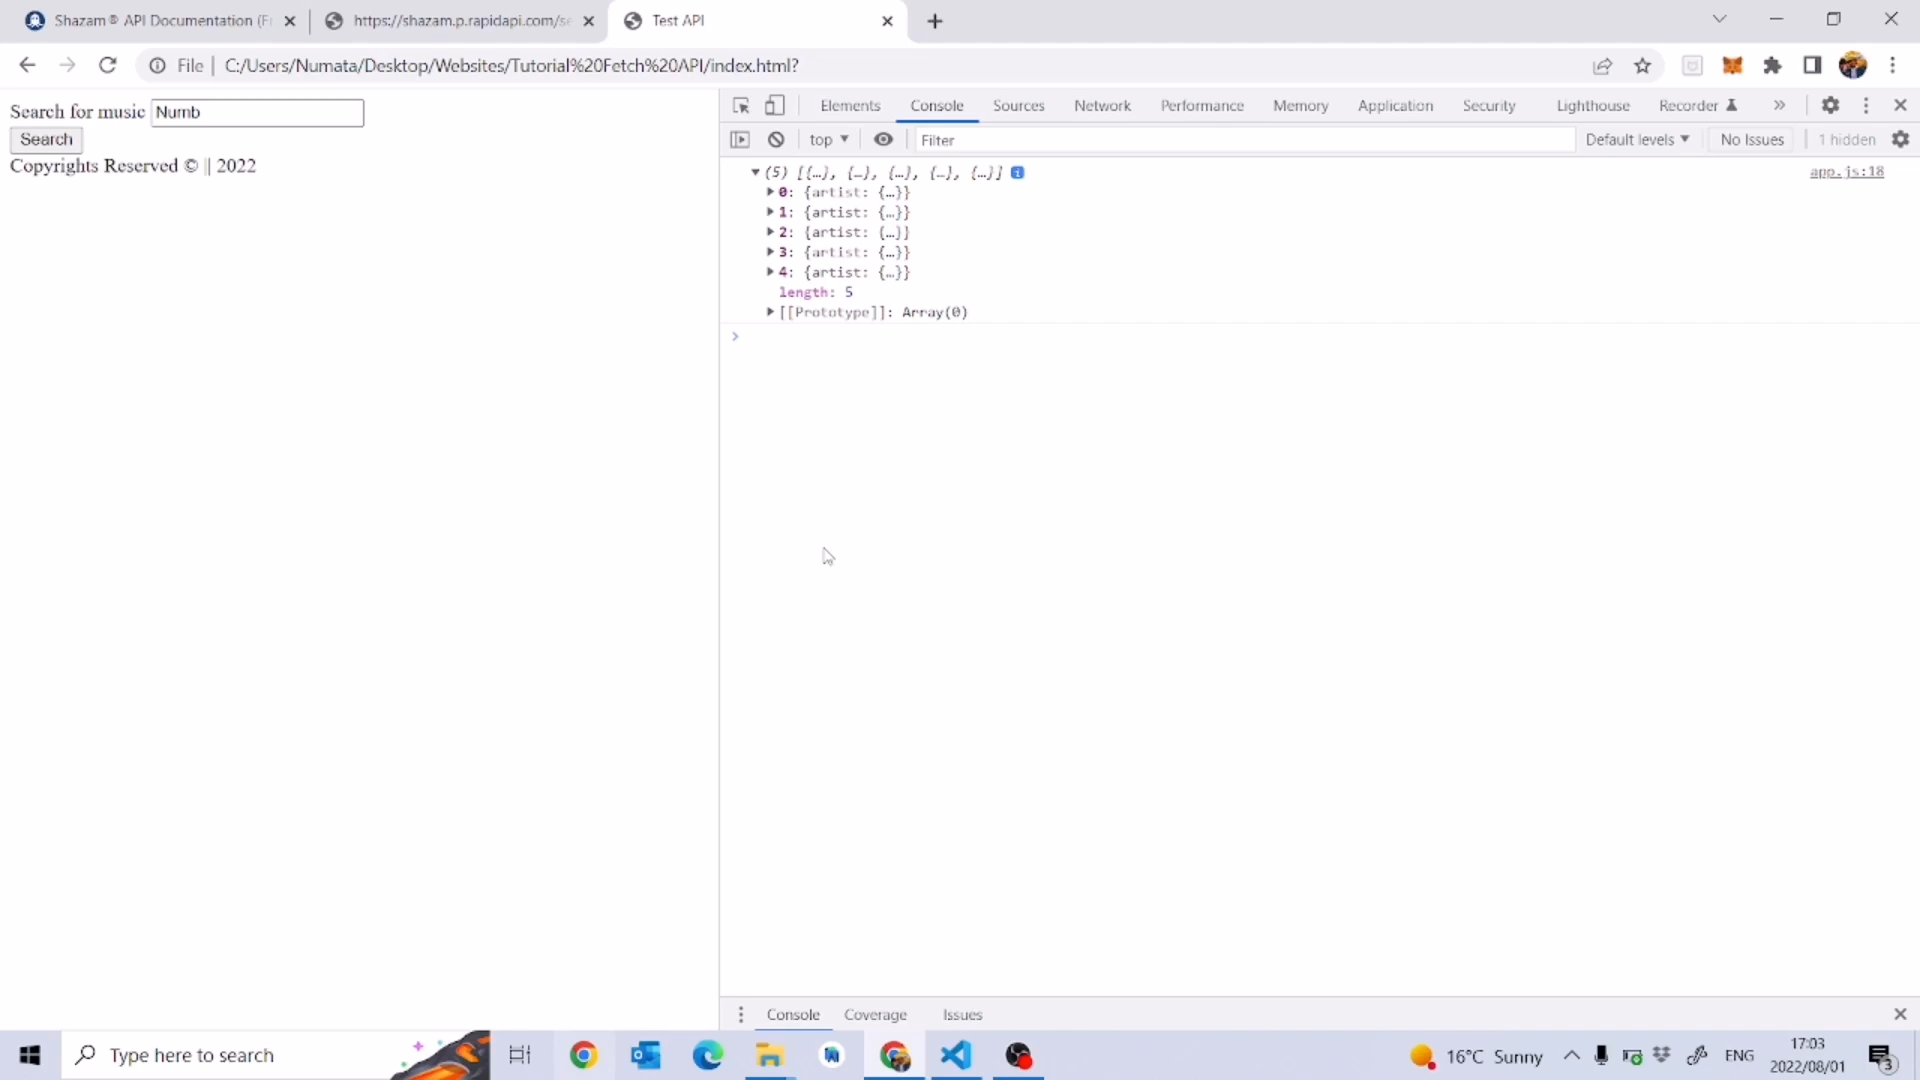 Shazam® API Documentation (Fr
https://shazam.p.rapidapi.com/se
Test API
File | C:/Users/Numata/Desktop/Websites/Tutorial%20Fetch%20API/index.html?
Search for music Numb
Search
Copyrights Reserved © || 2022
Elements Console Sources Network Performance Memory Application Security Lighthouse Recorder »
top Filter Default levels No Issues 1 hidden
(5) [{…}, {…}, {…}, {…}, {…}] i app.js:18
0: {artist: {…}}
1: {artist: {…}}
2: {artist: {…}}
3: {artist: {…}}
4: {artist: {…}}
length: 5
[[Prototype]]: Array(0)
Console Coverage Issues
Type here to search
16°C Sunny ENG
17:03
2022/08/01
3